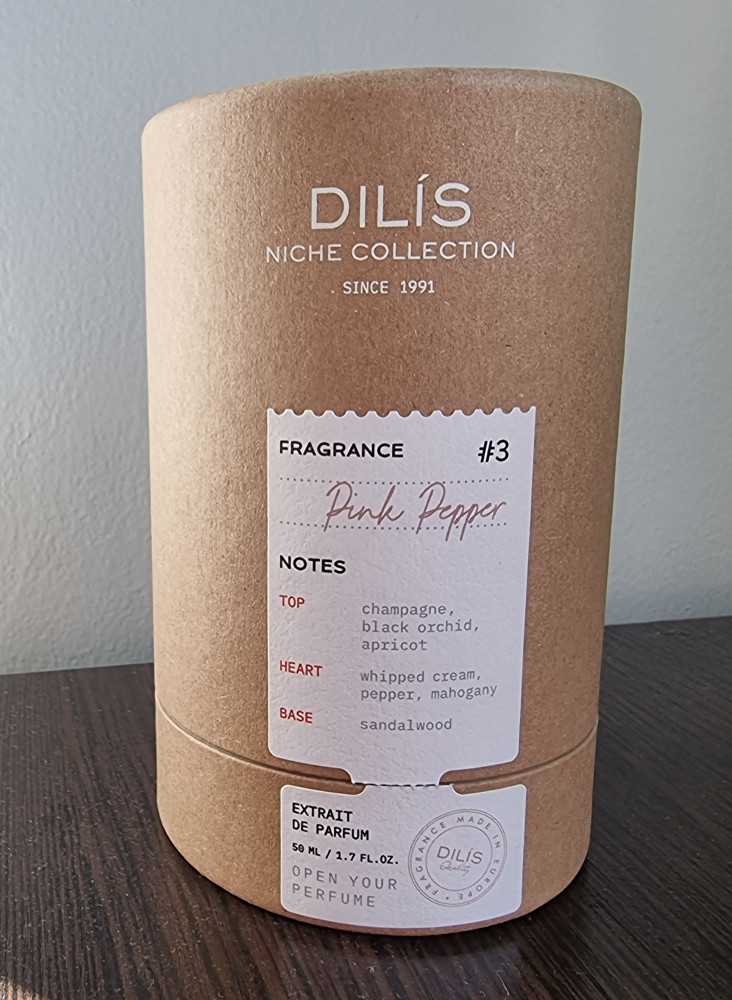 DILÍS
NICHE COLLECTION
SINCE 1991
FRAGRANCE #3
Pink Pepper
NOTES
TOP champagne,
black orchid,
apricot
HEART whipped cream,
pepper, mahogany
BASE sandalwood
EXTRAIT
DE PARFUM
50 ML / 1.7 FL.OZ.
OPEN YOUR
PERFUME
FRAGRANCE MADE IN EUROPE •
DILÍS
Quality